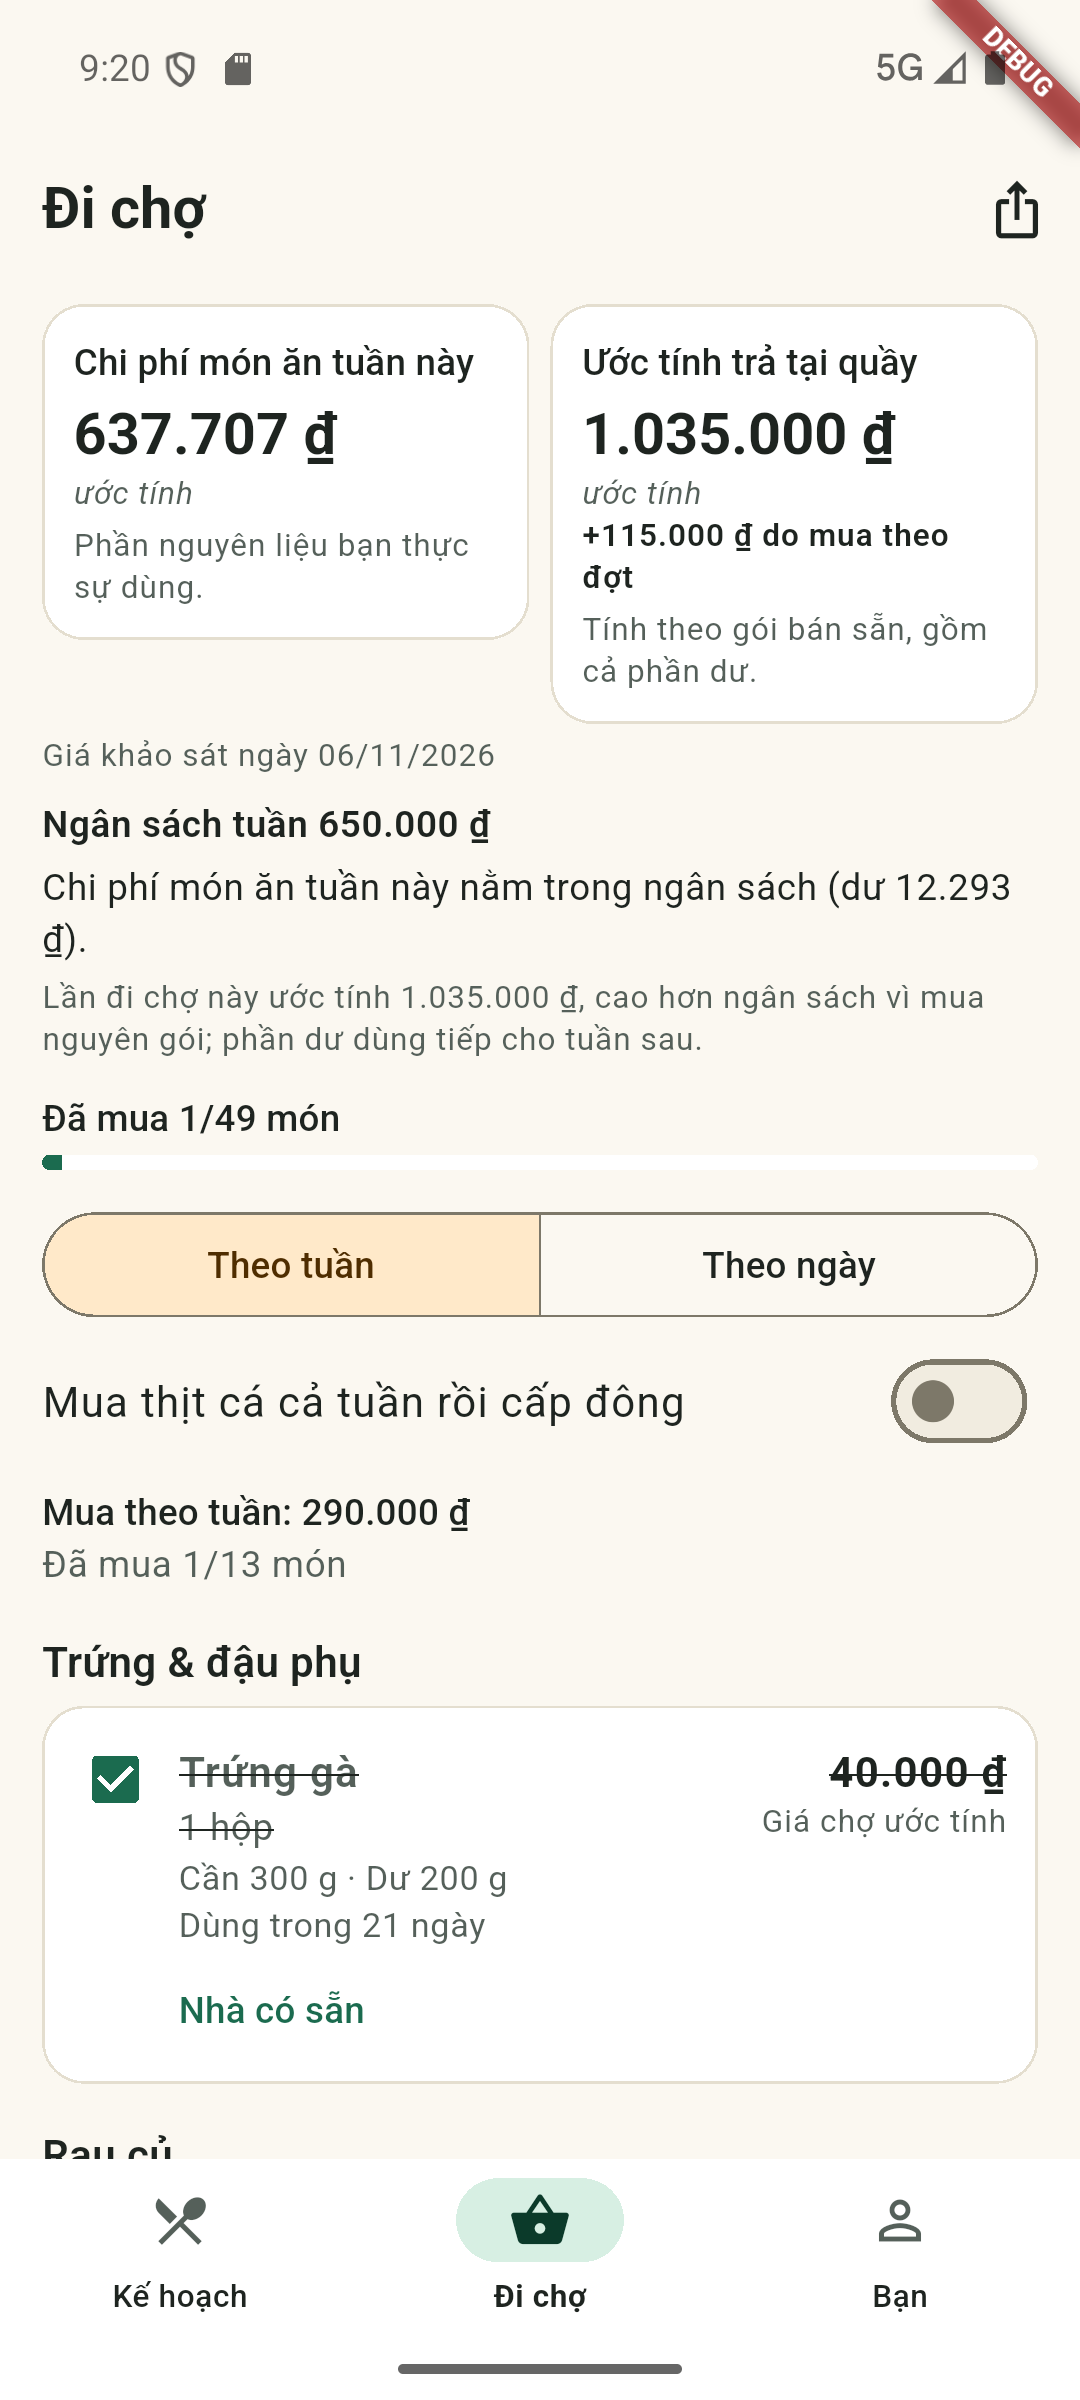 9:20
5G
DEBUG
Đi chợ
Chi phí món ăn tuần này
637.707 ₫
ước tính
Phần nguyên liệu bạn thực
sự dùng.
Ước tính trả tại quầy
1.035.000 ₫
ước tính
+115.000 ₫ do mua theo
đợt
Tính theo gói bán sẵn, gồm
cả phần dư.
Giá khảo sát ngày 06/11/2026
Ngân sách tuần 650.000 ₫
Chi phí món ăn tuần này nằm trong ngân sách (dư 12.293
₫).
Lần đi chợ này ước tính 1.035.000 ₫, cao hơn ngân sách vì mua
nguyên gói; phần dư dùng tiếp cho tuần sau.
Đã mua 1/49 món
Theo tuần
Theo ngày
Mua thịt cá cả tuần rồi cấp đông
Mua theo tuần: 290.000 ₫
Đã mua 1/13 món
Trứng & đậu phụ
Trứng gà
40.000 ₫
1 hộp
Giá chợ ước tính
Cần 300 g · Dư 200 g
Dùng trong 21 ngày
Nhà có sẵn
Rau củ
Kế hoạch
Đi chợ
Bạn